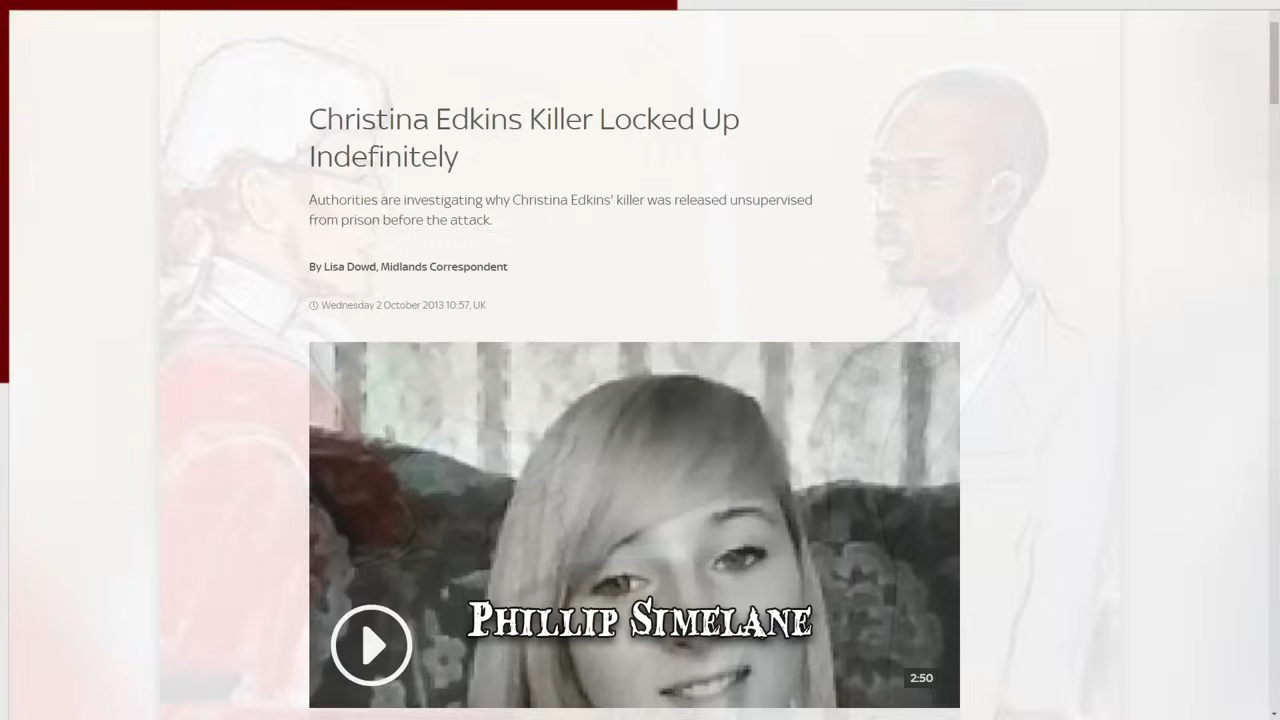 Christina Edkins Killer Locked Up
Indefinitely
Authorities are investigating why Christina Edkins' killer was released unsupervised
from prison before the attack.
By Lisa Dowd, Midlands Correspondent
Wednesday 2 October 2013 10:57, UK
Phillip Simelane
2:50